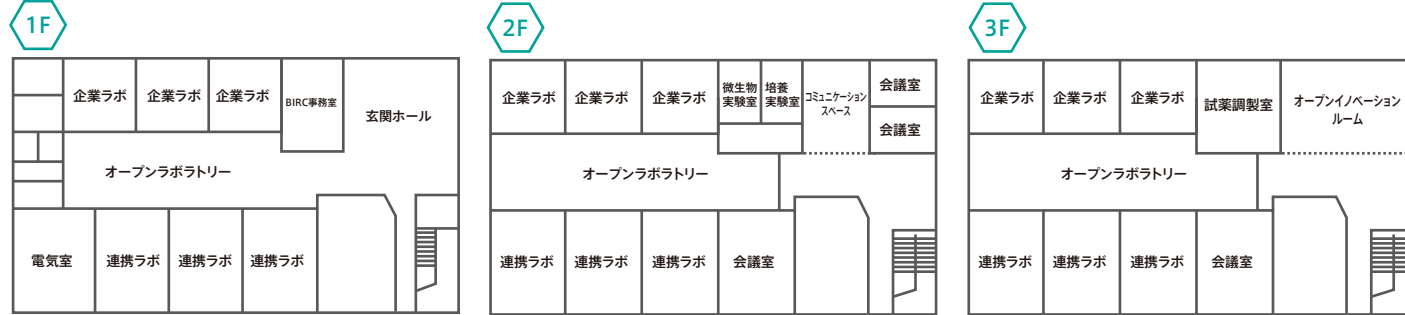 1F
企業ラボ
企業ラボ
企業ラボ
BIRC事務室
玄関ホール
オープンラボラトリー
電気室
連携ラボ
連携ラボ
連携ラボ
2F
企業ラボ
企業ラボ
企業ラボ
微生物
実験室
培養
実験室
コミュニケーション
スペース
会議室
会議室
オープンラボラトリー
連携ラボ
連携ラボ
連携ラボ
会議室
3F
企業ラボ
企業ラボ
企業ラボ
試薬調製室
オープンイノベーション
ルーム
オープンラボラトリー
連携ラボ
連携ラボ
連携ラボ
会議室